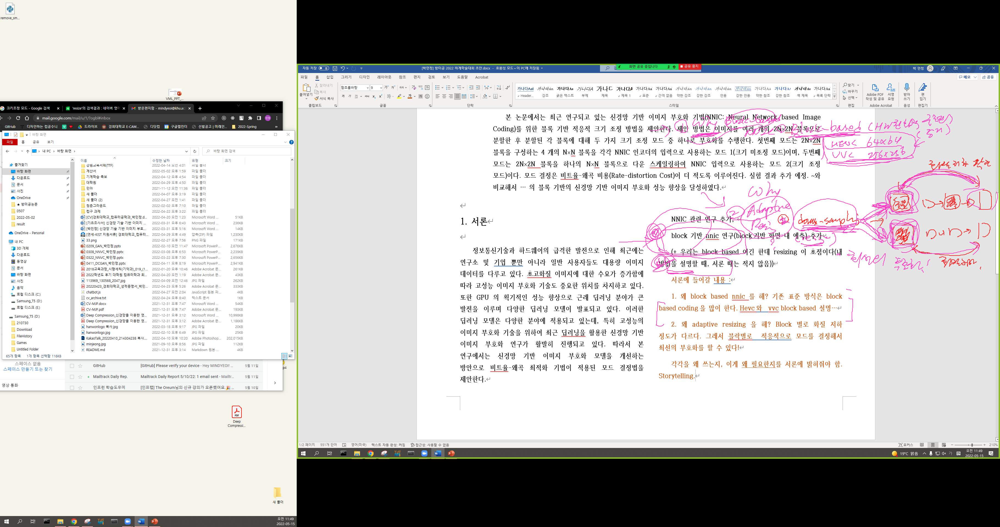 remove_sm...
VML_PPT_...
크키조정 모드 - Google 검색
'resize'의 검색결과 : 네이버 영어
받은편지함 - mindyeoi@khu.ac
mail.google.com/mail/u/1/?ogbl#inbox
GitHub
디자인하는 컴공수니
드라이브
경희대학교 E-CAM...
디닷컴
구글캘린더
선발공고 | 미래인...
2022-Spring
바탕 화면
파일 홈 공유 보기
내 PC > 바탕 화면 >
바탕 화면 검색
즐겨찾기
바탕 화면
다운로드
문서
사진
OneDrive
★ 방미공논문
0507
2022-05-02
result
OneDrive - Personal
내 PC
3D 개체
다운로드
동영상
문서
바탕 화면
사진
음악
로컬 디스크 (C:)
Samsung_T5 (D:)
로컬 디스크 (E:)
Samsung_T5 (D:)
210730
Download
FileHistory
Games
Untitled Folder
이름 수정한 날짜 유형 크기
강원교육서체(TTF) 2022-04-14 오전 4:01 파일 폴더
계산서 2022-05-02 오후 1:59 파일 폴더
기계학습 족보 2022-04-12 오후 4:54 파일 폴더
대학원 2022-04-29 오후 4:50 파일 폴더
민아 2021-11-12 오전 11:36 파일 폴더
새 폴더 2022-04-07 오후 3:19 파일 폴더
새 폴더 (2) 2022-04-27 오전 1:41 파일 폴더
청춘그라운드 2022-02-02 오후 7:10 파일 폴더
컴구 과제 2022-04-22 오후 3:22 파일 폴더
[CV]경희대학교_컴퓨터공학과_박민정.d... 2022-04-20 오전 1:23 Microsoft Word ... 51KB
[기초조사서] 신경망 기술 기반 이미지 ... 2022-03-31 오후 6:43 Microsoft Word ... 236KB
[박민정] 신경망 기술 기반 이미지 부호... 2022-03-31 오후 5:16 Microsoft Word ... 14KB
[연세-KIST 지원서류] 경희대학교_컴퓨터... 2022-04-29 오후 4:49 압축(ZIP) 파일 1,230KB
33.png 2022-02-27 오후 7:56 PNG 파일 171KB
0209_GAN_박민정.pptx 2022-02-10 오전 11:47 Microsoft PowerP... 2,676KB
0308_NNVC_박민정.pptx 2022-03-08 오후 6:53 Microsoft PowerP... 2,239KB
0322_NNVC_박민정.pptx 2022-03-22 오후 7:30 Microsoft PowerP... 2,656KB
0411_DCGAN_박민정.pptx 2022-04-11 오후 8:19 Microsoft PowerP... 2,941KB
2018교육과정_시행세칙(기악과)_019_(1... 2022-01-20 오후 10:46 Adobe Acrobat 문... 261KB
2022학년도 후기 대학원 컴퓨터학과 회... 2022-04-20 오전 1:19 Adobe Acrobat 문... 43KB
113969_130568_2047.jpg 2022-04-09 오전 12:46 JPG 파일 262KB
20220423_경희대학교_성적증명서_박민... 2022-04-23 오후 5:26 Adobe Acrobat 문... 333KB
chatbot.js 2022-04-27 오전 2:04 JavaScript 원본 파... 4KB
cv_archive.txt 2022-04-24 오후 8:40 텍스트 문서 1KB
CV-MJP.docx 2021-12-31 오후 7:47 Microsoft Word ... 54KB
CV-MJP.pdf 2021-12-31 오후 7:47 Adobe Acrobat 문... 193KB
Deep Compression_신경망을 이용한 영... 2021-12-31 오후 3:12 Microsoft Word ... 10,998KB
Deep Compression_신경망을 이용한 영... 2021-12-31 오후 3:12 Adobe Acrobat 문... 1,186KB
hanwonlogo 복사.jpg 2022-03-18 오후 9:17 JPG 파일 20KB
hanwonlogo.jpg 2022-02-10 오후 6:49 JPG 파일 25KB
KakaoTalk_20220410_214304238 복사.... 2022-04-10 오후 10:20 Adobe Photoshop... 202,015KB
minjeong.jpg 2021-09-10 오후 8:56 JPG 파일 112KB
README.md 2021-12-31 오후 3:14 Markdown 원본 ... 4KB
65개 항목 1개 항목 선택함 116KB
스페이스 없음
스페이스 만들기 또는 찾기
영상 통화
GitHub [GitHub] Please verify your device - Hey MINDYEOI! ... 5월 11일
Mailtrack Daily Rep. Mailtrack Daily Report 5/10/22: 1 email sent - Mailtr... 5월 11일
인프런 학습도우미 [인프랩] The Oreum님의 신규 강의가 오픈했어요.🎉 ... 5월 10일
p4
Deep
Compressi...
새 폴더
오전 11:49
2022-05-15
자동 저장
[박민정] 방미공 2022 하계학술대회 초안.docx - 호환성 모드 • 이 PC에 저장됨
화면 공유 중입니다
공유 중지
박 민정
파일 홈 삽입 그리기 디자인 레이아웃 참조 편지 검토 보기 도움말 Acrobat
메모 공유
붙여넣기
잘라내기
복사
서식 복사
클립보드
함초롬바탕 9
글꼴
단락
가나다AaI Header...
가나다Aa. 강조
가나다Aa 굵은 텍스트
가나다A 부제
가나다 제목
가나다A 제목 1
가나다Aa. 표준
가나다Aa. 간격 없음
가나다Aa. 약한 강조
가나다Aa. 강한 강조
가나다Aa. 인용
가나다Aa. 강한 인용
가나다AA 약한 참조
가나다A. 강한 참조
가나다Aa 책 제목
가나다Aa. 목록 단락
스타일
찾기
바꾸기
선택
편집
Adobe PDF 작성 및 공유
서명 요청
Adobe Acrobat
받아쓰기
음성
편집기
편집기
본 논문에서는 최근 연구되고 있는 신경망 기반 이미지 부호화 기법(NNIC: Neural Network based Image
Coding)를 위한 블록 기반 적응적 크기 조정 방법을 제안한다. 제안 방법은 이미지를 여러 개의 2N×2N 블록으로
분할한 후 분할된 각 블록에 대해 두 가지 크기 조정 모드 중 하나로 부호화를 수행한다. 첫번째 모드는 2N×2N
블록을 구성하는 4 개의 N×N 블록을 각각 NNIC 인코더의 입력으로 사용하는 모드 1(크기 미조정 모드)이며, 두번째
모드는 2N×2N 블록을 하나의 N×N 블록으로 다운 스케일링하여 NNIC 입력으로 사용하는 모드 2(크기 조정
모드)이다. 모드 결정은 비트율-왜곡 비용(Rate-distortion Cost)이 더 적도록 이루어진다. 실험 결과 추가 예정. ~와
비교해서 … 의 블록 기반의 신경망 기반 이미지 부호화 성능 향상을 달성하였다.
① Why Block-based
Block-based
HEVC 64x64
VVC 256x256
1. 서론
정보통신기술과 하드웨어의 급격한 발전으로 인해 최근에는
연구소 및 기업 뿐만 아니라 일반 사용자들도 대용량 이미지
데이터를 다루고 있다. 초고화질 이미지에 대한 수요가 증가함에
따라 고성능 이미지 부호화 기술도 중요한 위치를 차지하고 있다.
또한 GPU 의 획기적인 성능 향상으로 근래 딥러닝 분야가 큰
발전을 이루며 다양한 딥러닝 모델이 발표되고 있다. 이러한
딥러닝 모델은 다양한 분야에 적용되고 있는데, 특히 고성능의
이미지 부호화 기술을 위하여 최근 딥러닝을 활용한 신경망 기반
이미지 부호화 연구가 활발히 진행되고 있다. 따라서 본
연구에서는 신경망 기반 이미지 부호화 모델을 개선하는
방안으로 비트율-왜곡 최적화 기법이 적용된 모드 결정법을
제안한다.
② Why
Adaptive
down-sampling
NNIC 관련 연구 추가,
block 기반 nnic 연구(block 기반 화면 내 예측) 추가
(+ 우리는 block based 이긴 한데 resizing 이 초점이다(내
방법을 설명할 때, 서론 때는 적지 않음))
서론에 들어갈 내용 :
1. 왜 block based nnic 를 해? 기존 표준 방식은 block
based coding 을 많이 한다. Hevc 와 vvc block based 설명…
2. 왜 adaptive resizing 을 해? Block 별로 화질 저하
정도가 다르다. 그래서 블락별로 적응적으로 모드를 결정해서
최선의 부호화를 할 수 있다!
각각을 왜 쓰는지, 이게 왜 필요한지를 서론에 밝혀줘야 함.
Storytelling.
1/2 페이지 551개 단어 영어(미국) 텍스트 자동 완성: 켜짐 접근성: 사용할 수 없음
포커스 210%
19°C 맑음
오전 11:49
2022-05-15